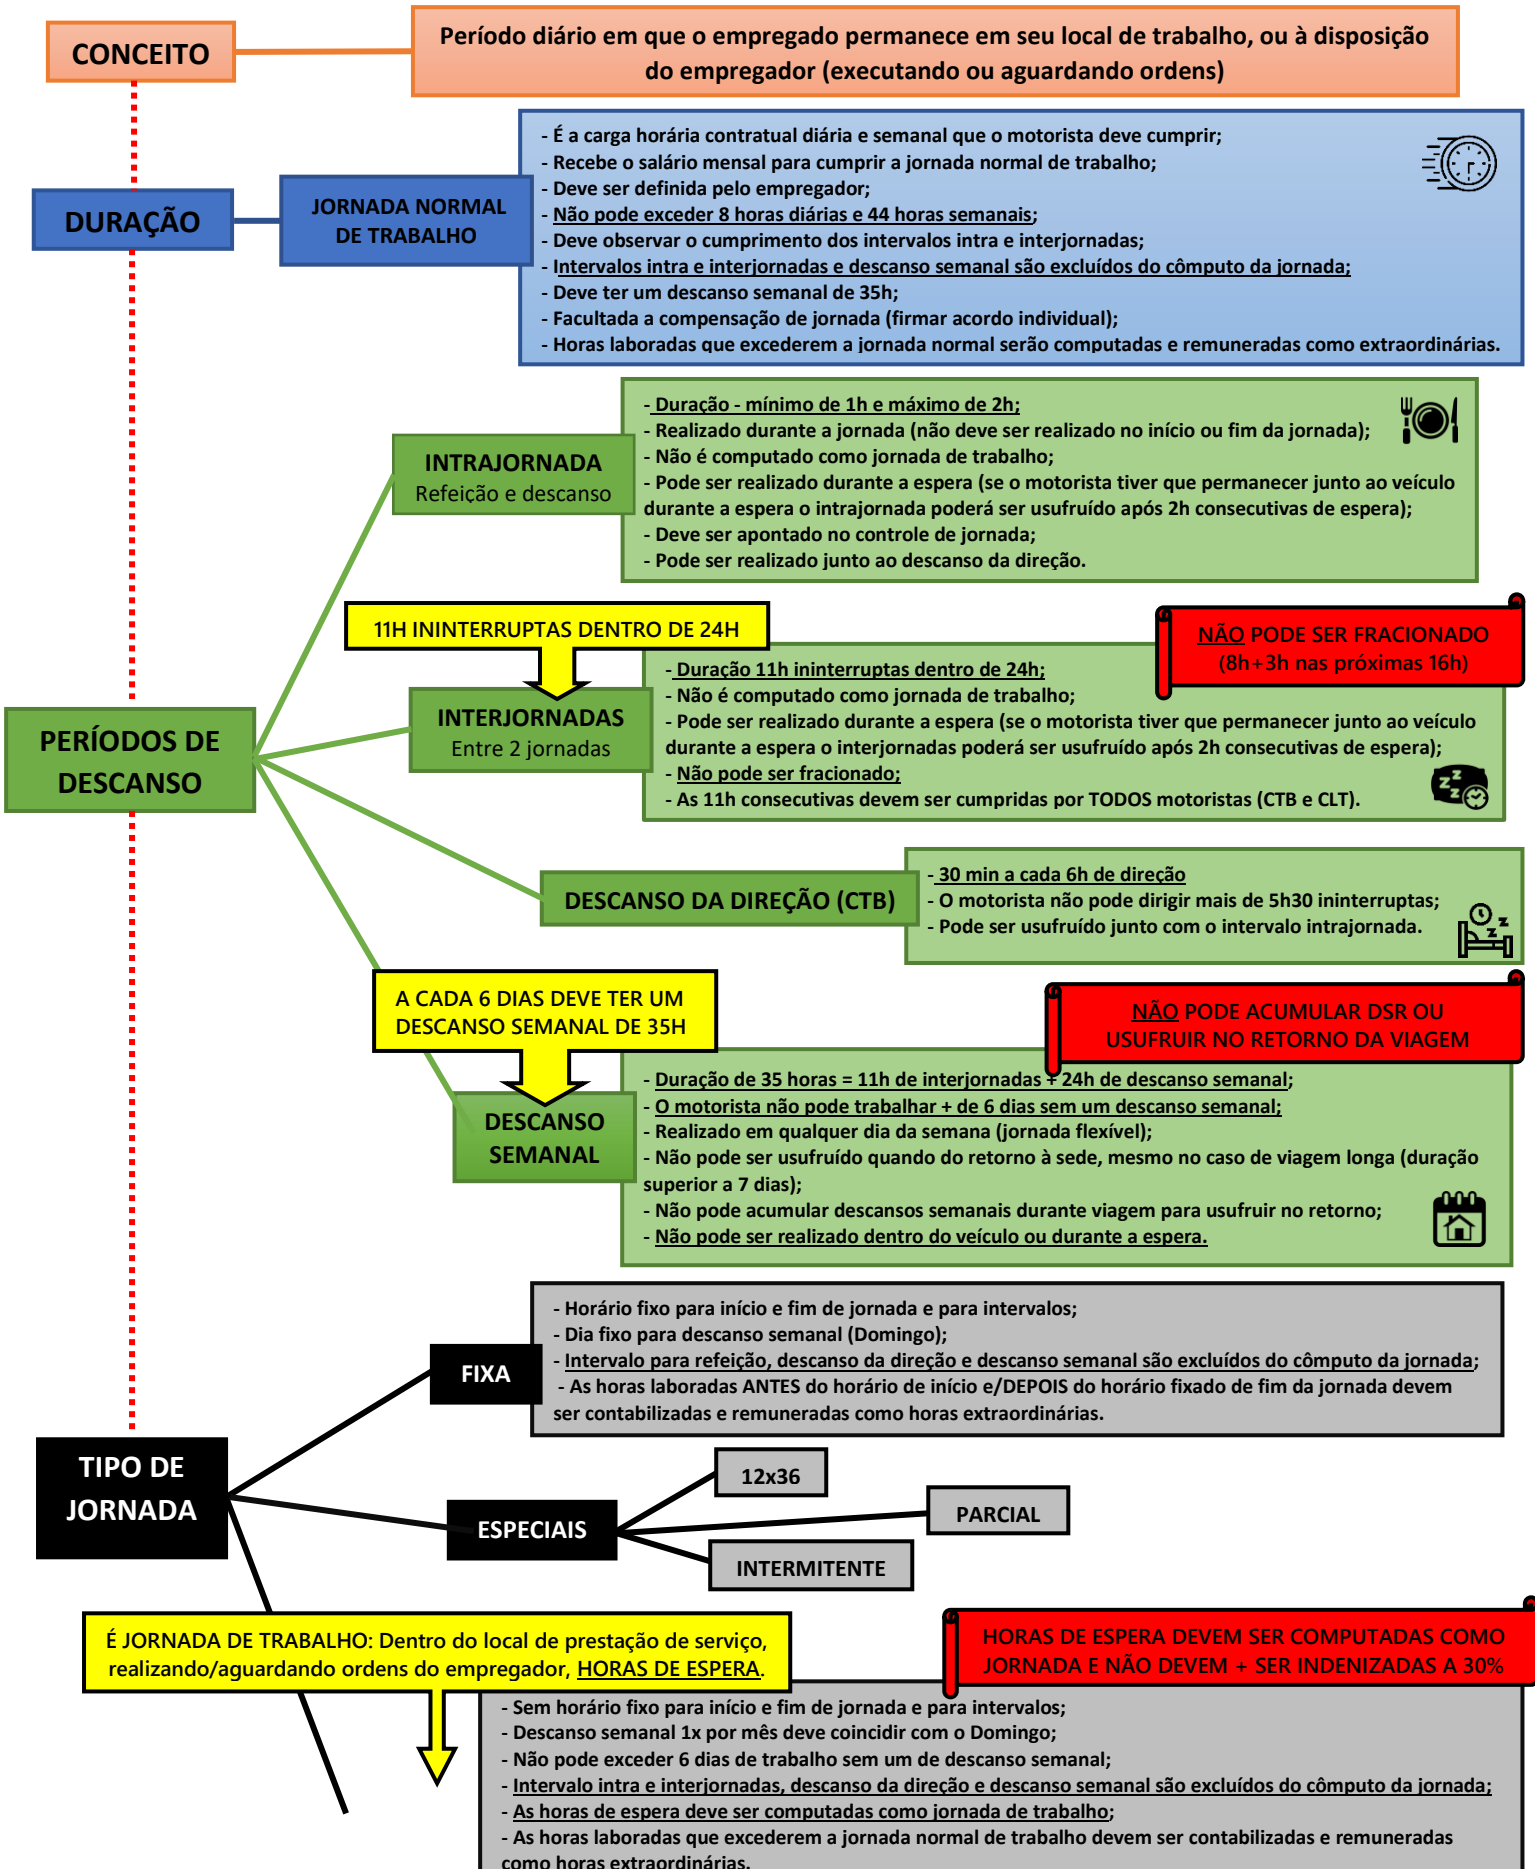 CONCEITO
Período diário em que o empregado permanece em seu local de trabalho, ou à disposição
do empregador (executando ou aguardando ordens)
DURAÇÃO
JORNADA NORMAL
DE TRABALHO
- É a carga horária contratual diária e semanal que o motorista deve cumprir;
- Recebe o salário mensal para cumprir a jornada normal de trabalho;
- Deve ser definida pelo empregador;
- Não pode exceder 8 horas diárias e 44 horas semanais;
- Deve observar o cumprimento dos intervalos intra e interjornadas;
- Intervalos intra e interjornadas e descanso semanal são excluídos do cômputo da jornada;
- Deve ter um descanso semanal de 35h;
- Facultada a compensação de jornada (firmar acordo individual);
- Horas laboradas que excederem a jornada normal serão computadas e remuneradas como extraordinárias.
PERÍODOS DE
DESCANSO
INTRAJORNADA
Refeição e descanso
- Duração - mínimo de 1h e máximo de 2h;
- Realizado durante a jornada (não deve ser realizado no início ou fim da jornada);
- Não é computado como jornada de trabalho;
- Pode ser realizado durante a espera (se o motorista tiver que permanecer junto ao veículo
durante a espera o intrajornada poderá ser usufruído após 2h consecutivas de espera);
- Deve ser apontado no controle de jornada;
- Pode ser realizado junto ao descanso da direção.
11H ININTERRUPTAS DENTRO DE 24H
NÃO PODE SER FRACIONADO
(8h+3h nas próximas 16h)
INTERJORNADAS
Entre 2 jornadas
- Duração 11h ininterruptas dentro de 24h;
- Não é computado como jornada de trabalho;
- Pode ser realizado durante a espera (se o motorista tiver que permanecer junto ao veículo
durante a espera o interjornadas poderá ser usufruído após 2h consecutivas de espera);
- Não pode ser fracionado;
- As 11h consecutivas devem ser cumpridas por TODOS motoristas (CTB e CLT).
DESCANSO DA DIREÇÃO (CTB)
- 30 min a cada 6h de direção
- O motorista não pode dirigir mais de 5h30 ininterruptas;
- Pode ser usufruído junto com o intervalo intrajornada.
A CADA 6 DIAS DEVE TER UM
DESCANSO SEMANAL DE 35H
NÃO PODE ACUMULAR DSR OU
USUFRUIR NO RETORNO DA VIAGEM
DESCANSO
SEMANAL
- Duração de 35 horas = 11h de interjornadas + 24h de descanso semanal;
- O motorista não pode trabalhar + de 6 dias sem um descanso semanal;
- Realizado em qualquer dia da semana (jornada flexível);
- Não pode ser usufruído quando do retorno à sede, mesmo no caso de viagem longa (duração
superior a 7 dias);
- Não pode acumular descansos semanais durante viagem para usufruir no retorno;
- Não pode ser realizado dentro do veículo ou durante a espera.
TIPO DE
JORNADA
FIXA
- Horário fixo para início e fim de jornada e para intervalos;
- Dia fixo para descanso semanal (Domingo);
- Intervalo para refeição, descanso da direção e descanso semanal são excluídos do cômputo da jornada;
- As horas laboradas ANTES do horário de início e/DEPOIS do horário fixado de fim da jornada devem
ser contabilizadas e remuneradas como horas extraordinárias.
ESPECIAIS
12x36
PARCIAL
INTERMITENTE
É JORNADA DE TRABALHO: Dentro do local de prestação de serviço,
realizando/aguardando ordens do empregador, HORAS DE ESPERA.
HORAS DE ESPERA DEVEM SER COMPUTADAS COMO
JORNADA E NÃO DEVEM + SER INDENIZADAS A 30%
- Sem horário fixo para início e fim de jornada e para intervalos;
- Descanso semanal 1x por mês deve coincidir com o Domingo;
- Não pode exceder 6 dias de trabalho sem um de descanso semanal;
- Intervalo intra e interjornadas, descanso da direção e descanso semanal são excluídos do cômputo da jornada;
- As horas de espera deve ser computadas como jornada de trabalho;
- As horas laboradas que excederem a jornada normal de trabalho devem ser contabilizadas e remuneradas
como horas extraordinárias.